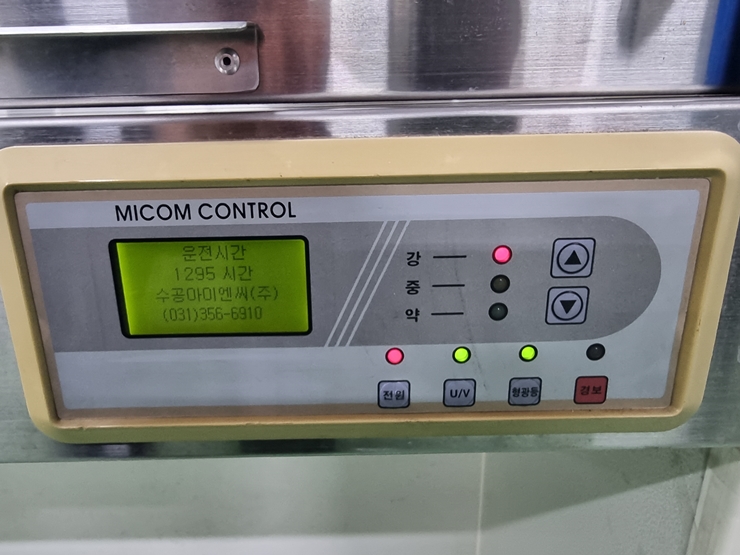 MICOM CONTROL
운전시간
1295 시간
수공아이엔씨(주)
(031)356-6910
강
중
약
전원
U/V
형광등
경보